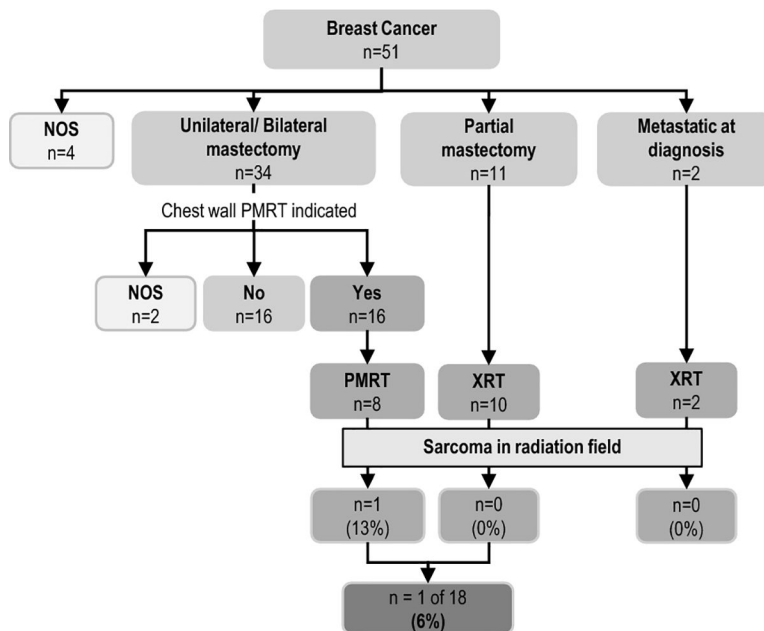 Breast Cancer
n=51
NOS
n=4
Unilateral/ Bilateral
mastectomy
n=34
Partial
mastectomy
n=11
Metastatic at
diagnosis
n=2
Chest wall PMRT indicated
NOS
n=2
No
n=16
Yes
n=16
PMRT
n=8
XRT
n=10
XRT
n=2
Sarcoma in radiation field
n=1
(13%)
n=0
(0%)
n=0
(0%)
n = 1 of 18
(6%)